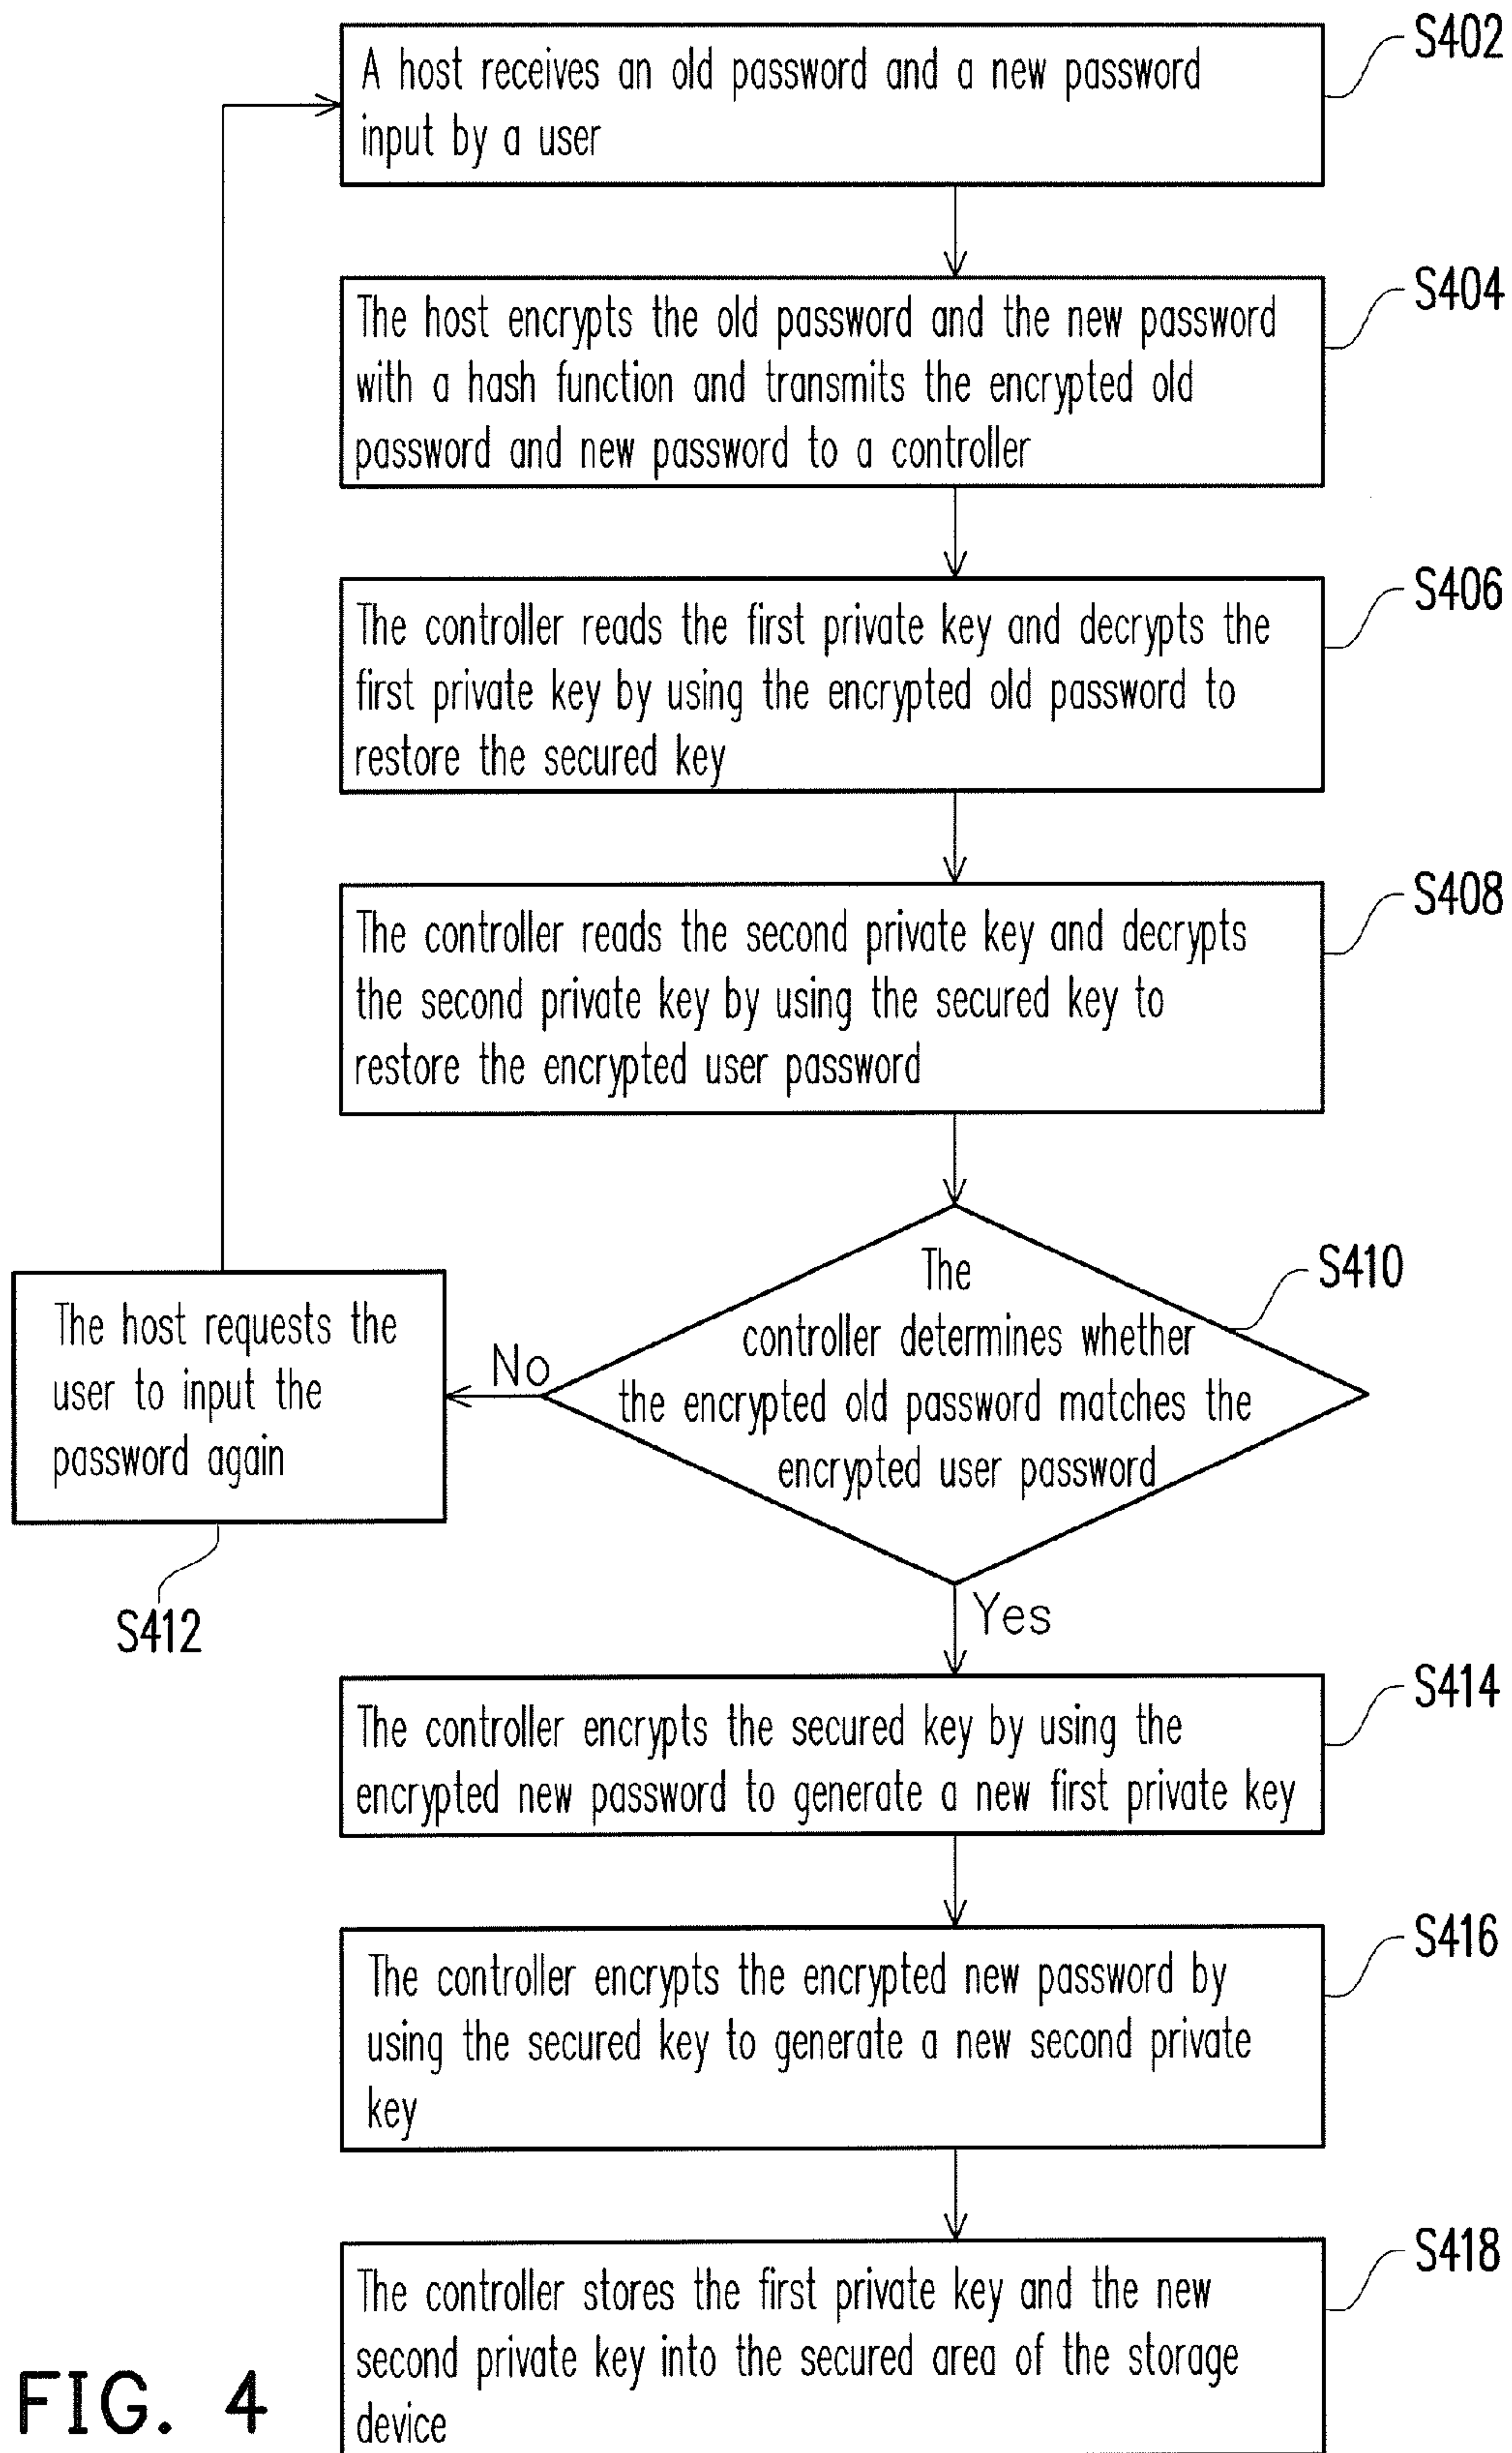 S402
A host receives an old password and a new password
input by a user
S404
The host encrypts the old password and the new password
with a hash function and transmits the encrypted old
password and new password to a controller
S406
The controller reads the first private key and decrypts the
first private key by using the encrypted old password to
restore the secured key
S408
The controller reads the second private key and decrypts
the second private key by using the secured key to
restore the encrypted user password
S410
The
controller determines whether
the encrypted old password matches the
encrypted user password
No
The host requests the
user to input the
password again
S412
Yes
S414
The controller encrypts the secured key by using the
encrypted new password to generate a new first private key
S416
The controller encrypts the encrypted new password by
using the secured key to generate a new second private
key
S418
The controller stores the first private key and the new
second private key into the secured area of the storage
device
FIG. 4